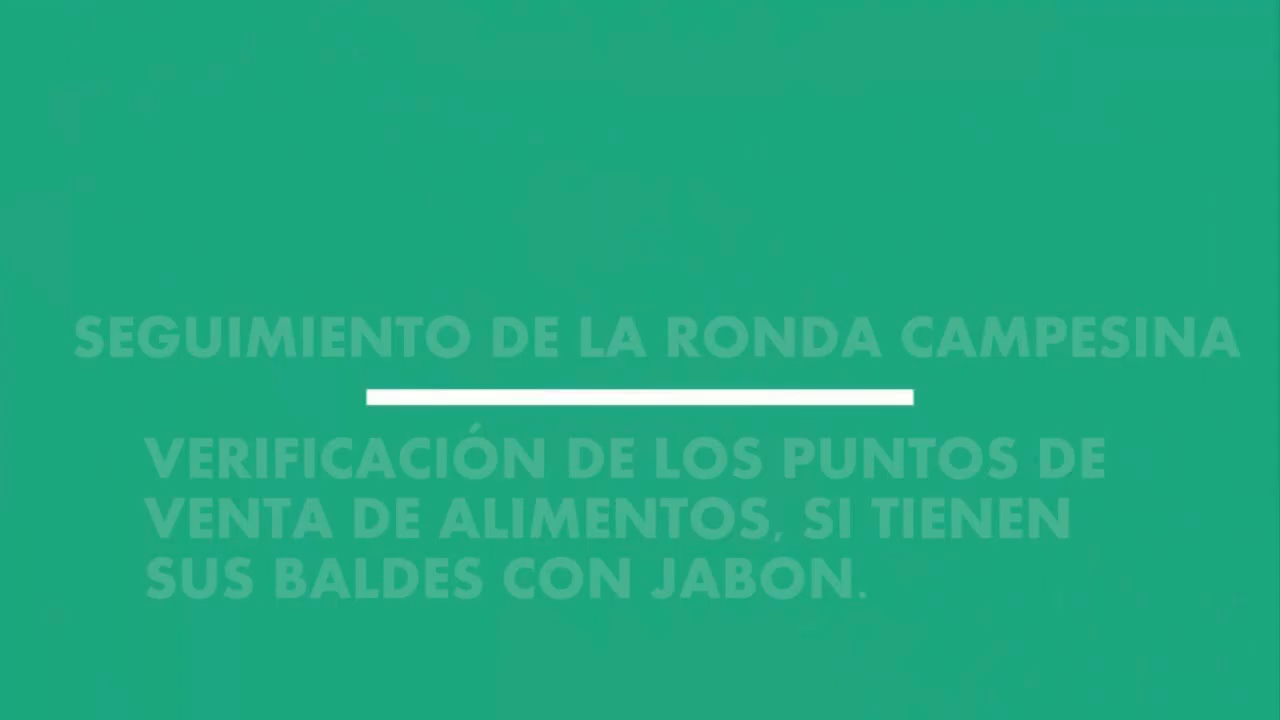 SEGUIMIENTO DE LA RONDA CAMPESINA
VERIFICACIÓN DE LOS PUNTOS DE
VENTA DE ALIMENTOS, SI TIENEN
SUS BALDES CON JABON.